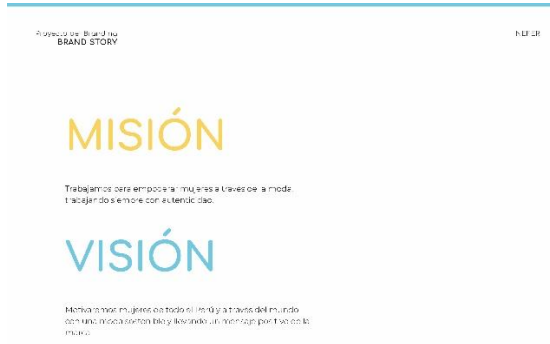 Proyecto de Branding
BRAND STORY
NEFER
MISIÓN
Trabajamos para empoderar mujeres a traves de la moda,
trabajando siempre con autenticidad.
VISIÓN
Motivaremos mujeres de todo el Perú y a través del mundo
con una moda sostenible y llevando un mensaje positivo de la
marca.